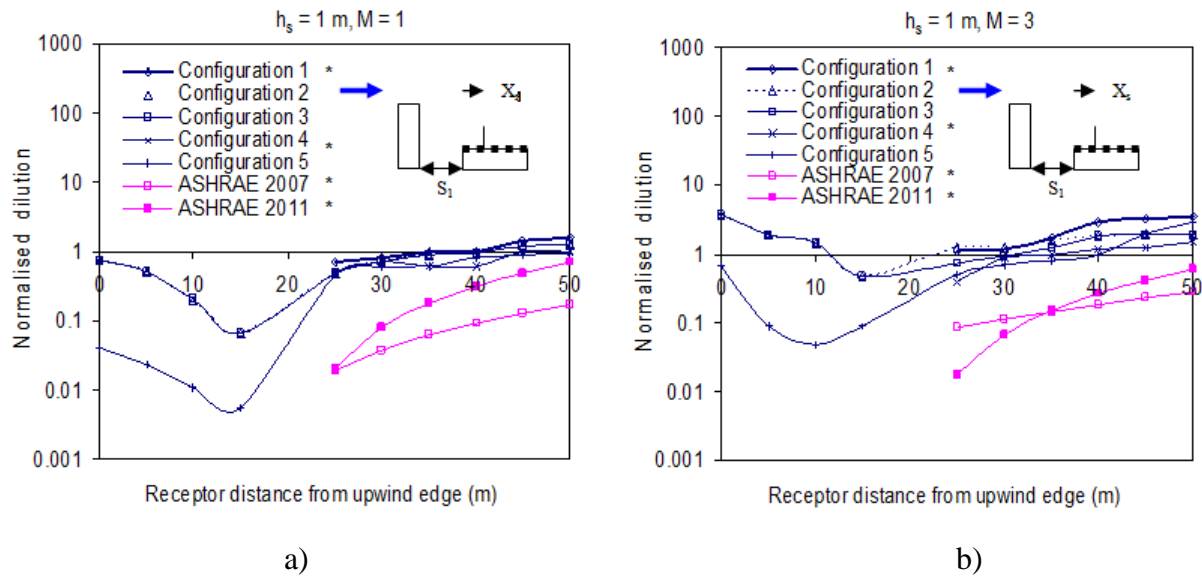 h_s = 1 m, M = 1
Normalised dilution
1000
100
10
1
0.1
0.01
0.001
Configuration 1 *
Configuration 2
Configuration 3
Configuration 4 *
Configuration 5
ASHRAE 2007 *
ASHRAE 2011 *
S_1
0 10 20 30 40 50
Receptor distance from upwind edge (m)
a)
h_s = 1 m, M = 3
Normalised dilution
1000
100
10
1
0.1
0.01
0.001
Configuration 1 *
Configuration 2
Configuration 3
Configuration 4 *
Configuration 5
ASHRAE 2007 *
ASHRAE 2011 *
X_s
S_1
0 10 20 30 40 50
Receptor distance from upwind edge (m)
b)